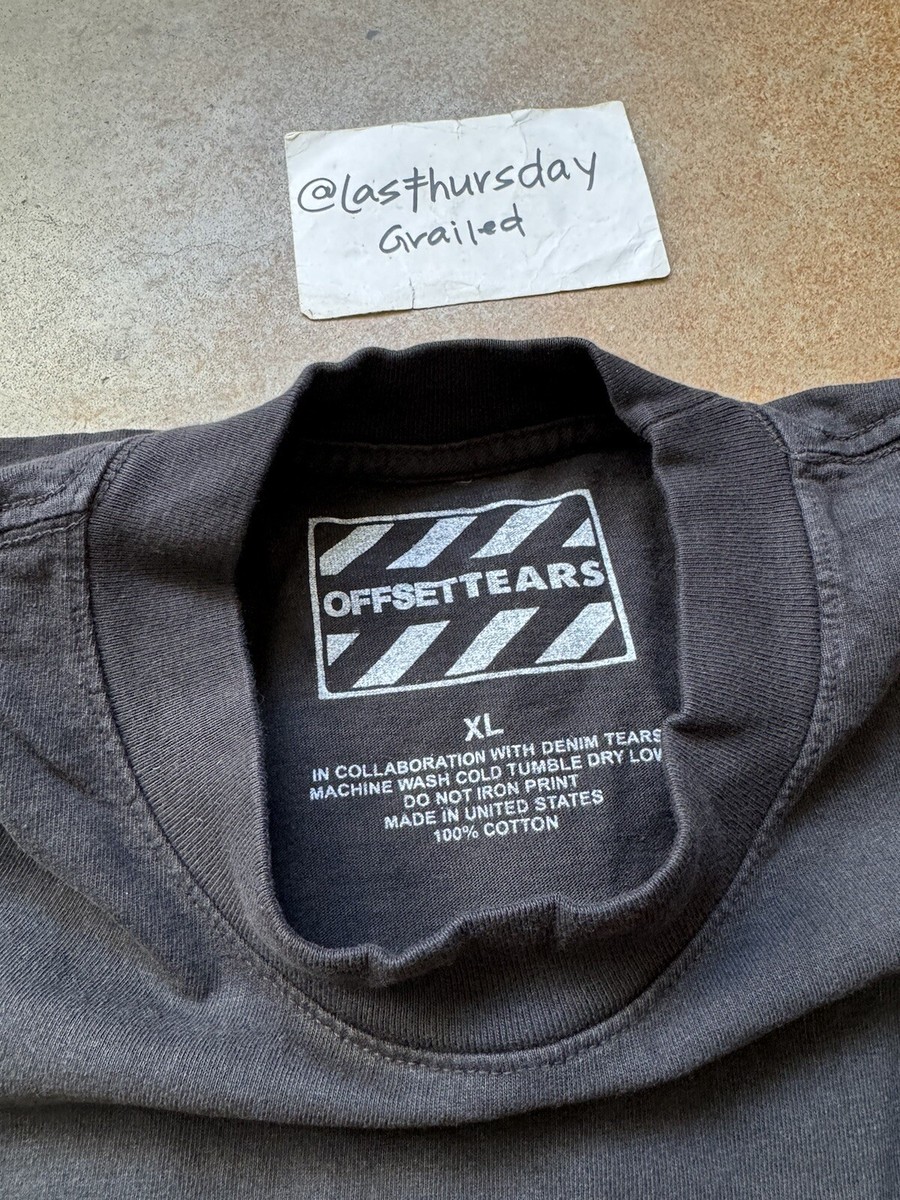 @lasthursday
Grailed
OFFSETTEARS
XL
IN COLLABORATION WITH DENIM TEARS
MACHINE WASH COLD TUMBLE DRY LOW
DO NOT IRON PRINT
MADE IN UNITED STATES
100% COTTON